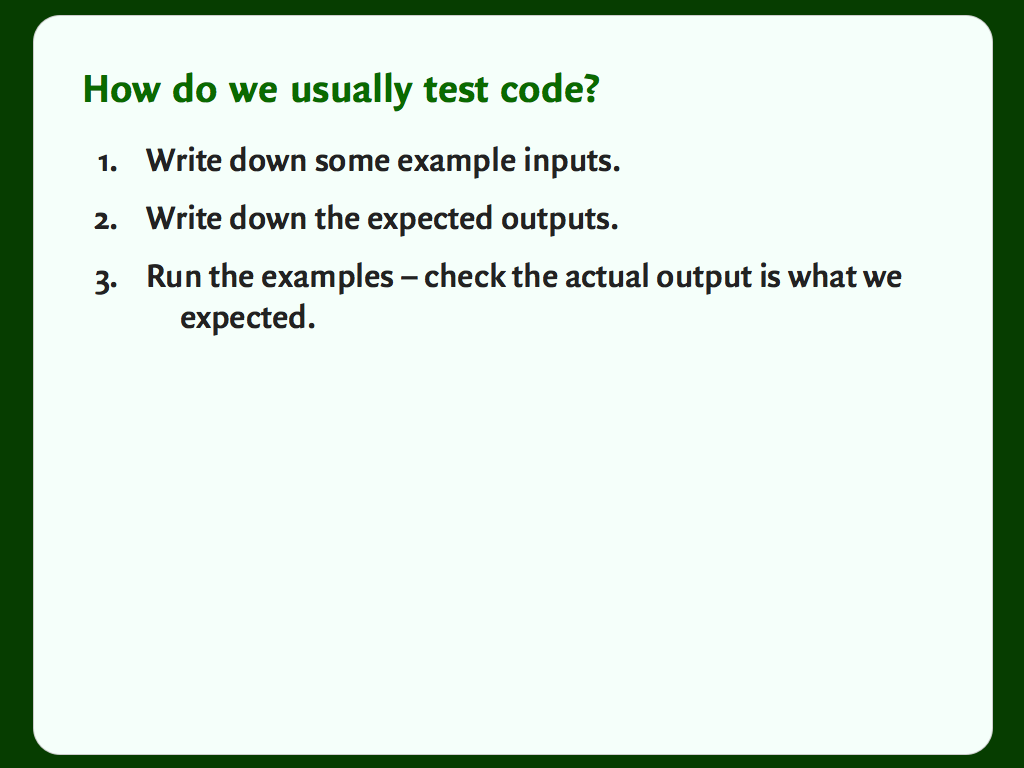 How do we usually test code?
1. Write down some example inputs.
2. Write down the expected outputs.
3. Run the examples – check the actual output is what we
expected.